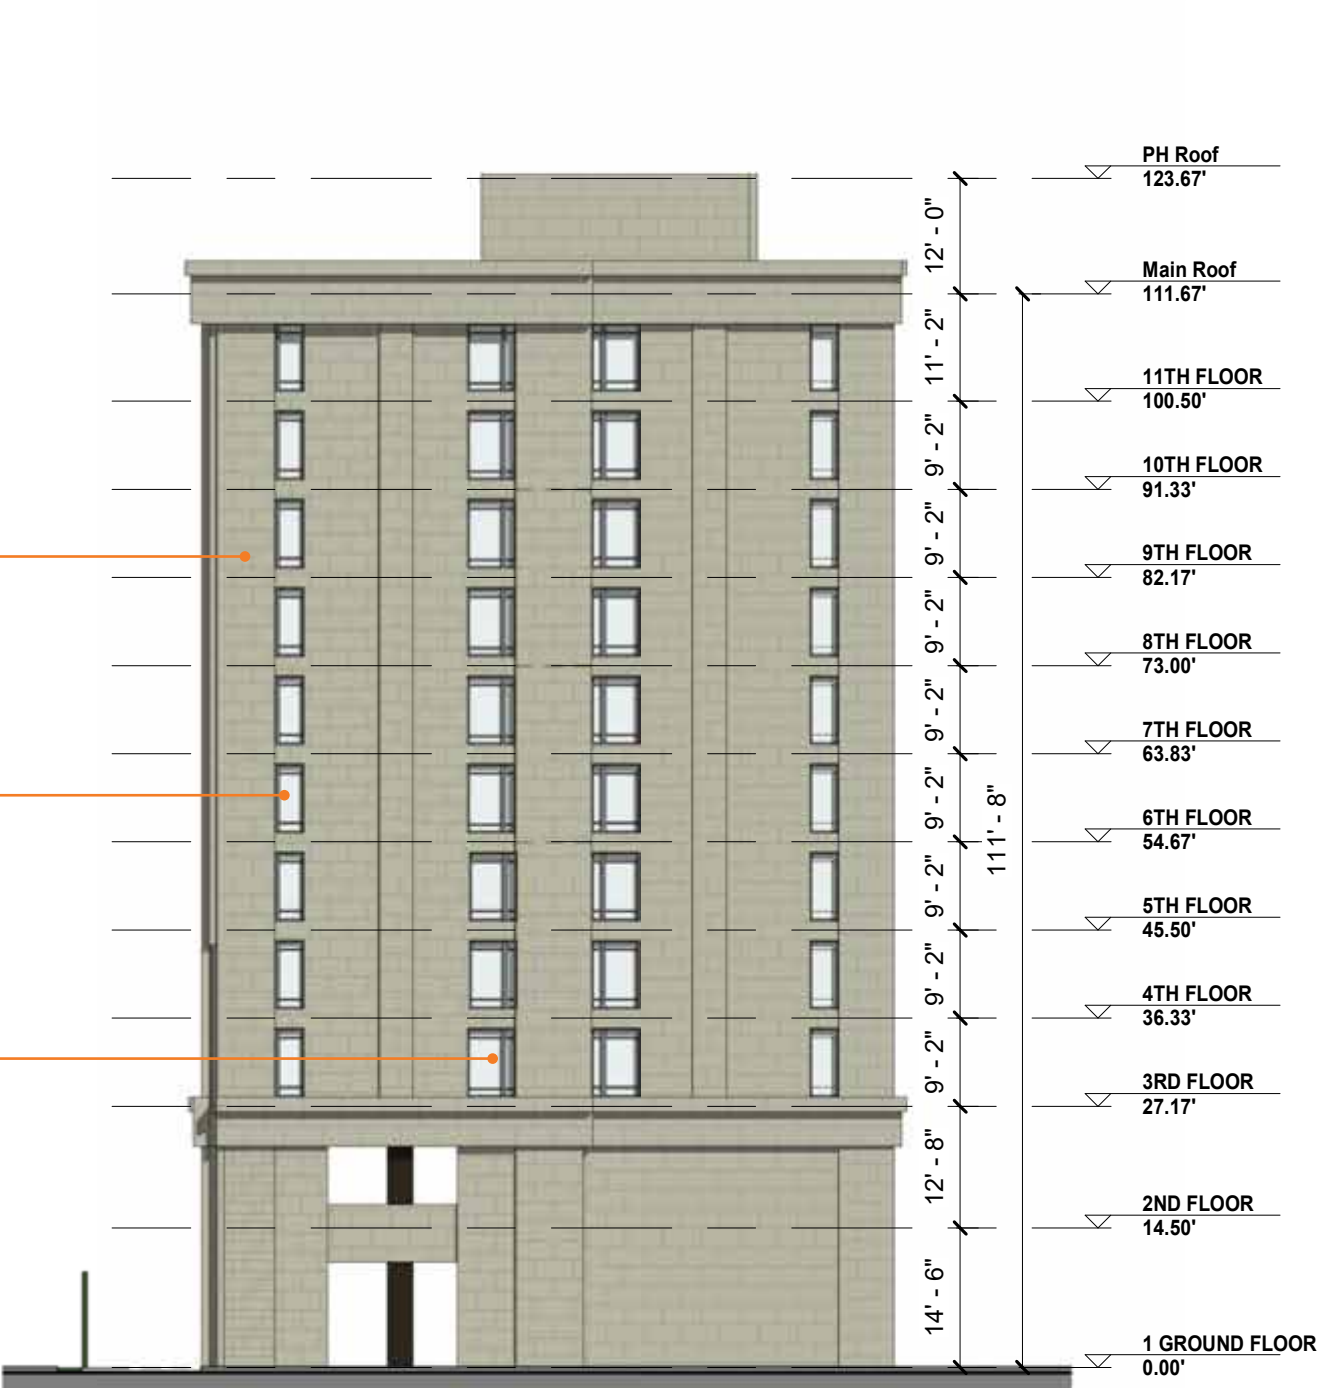 PH Roof
123.67'
12' - 0"
Main Roof
111.67'
11' - 2"
11TH FLOOR
100.50'
9' - 2"
10TH FLOOR
91.33'
9' - 2"
9TH FLOOR
82.17'
9' - 2"
8TH FLOOR
73.00'
9' - 2"
7TH FLOOR
63.83'
9' - 2"
111' - 8"
6TH FLOOR
54.67'
9' - 2"
5TH FLOOR
45.50'
9' - 2"
4TH FLOOR
36.33'
9' - 2"
3RD FLOOR
27.17'
12' - 8"
2ND FLOOR
14.50'
14' - 6"
1 GROUND FLOOR
0.00'